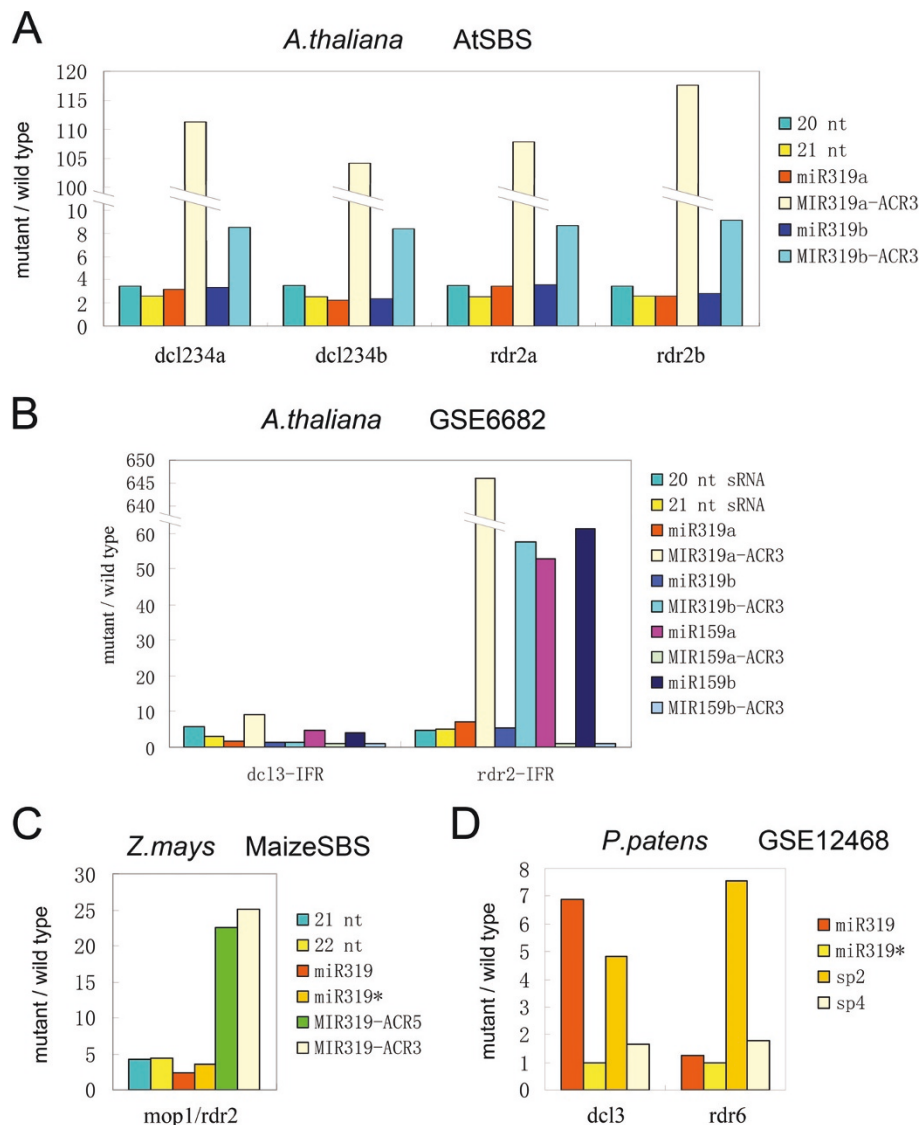 A
A.thaliana AtSBS
mutant / wild type
120
115
110
105
100
10
8
6
4
2
0
dcl234a dcl234b rdr2a rdr2b
20 nt
21 nt
miR319a
MIR319a-ACR3
miR319b
MIR319b-ACR3
B
A.thaliana GSE6682
mutant / wild type
650
645
640
60
50
40
30
20
10
0
dcl3-IFR rdr2-IFR
20 nt sRNA
21 nt sRNA
miR319a
MIR319a-ACR3
miR319b
MIR319b-ACR3
miR159a
MIR159a-ACR3
miR159b
MIR159b-ACR3
C
Z.mays MaizeSBS
mutant / wild type
30
25
20
15
10
5
0
mop1/rdr2
21 nt
22 nt
miR319
miR319*
MIR319-ACR5
MIR319-ACR3
D
P.patens GSE12468
mutant / wild type
8
7
6
5
4
3
2
1
0
dcl3 rdr6
miR319
miR319*
sp2
sp4